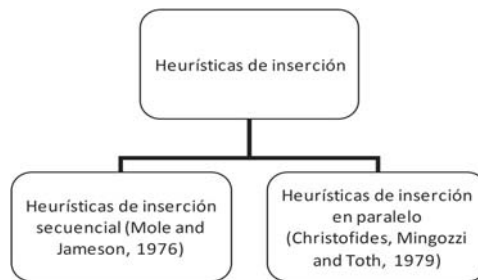 Heurísticas de inserción
Heurísticas de inserción
secuencial (Mole and
Jameson, 1976)
Heurísticas de inserción
en paralelo
(Christofides, Mingozzi
and Toth, 1979)